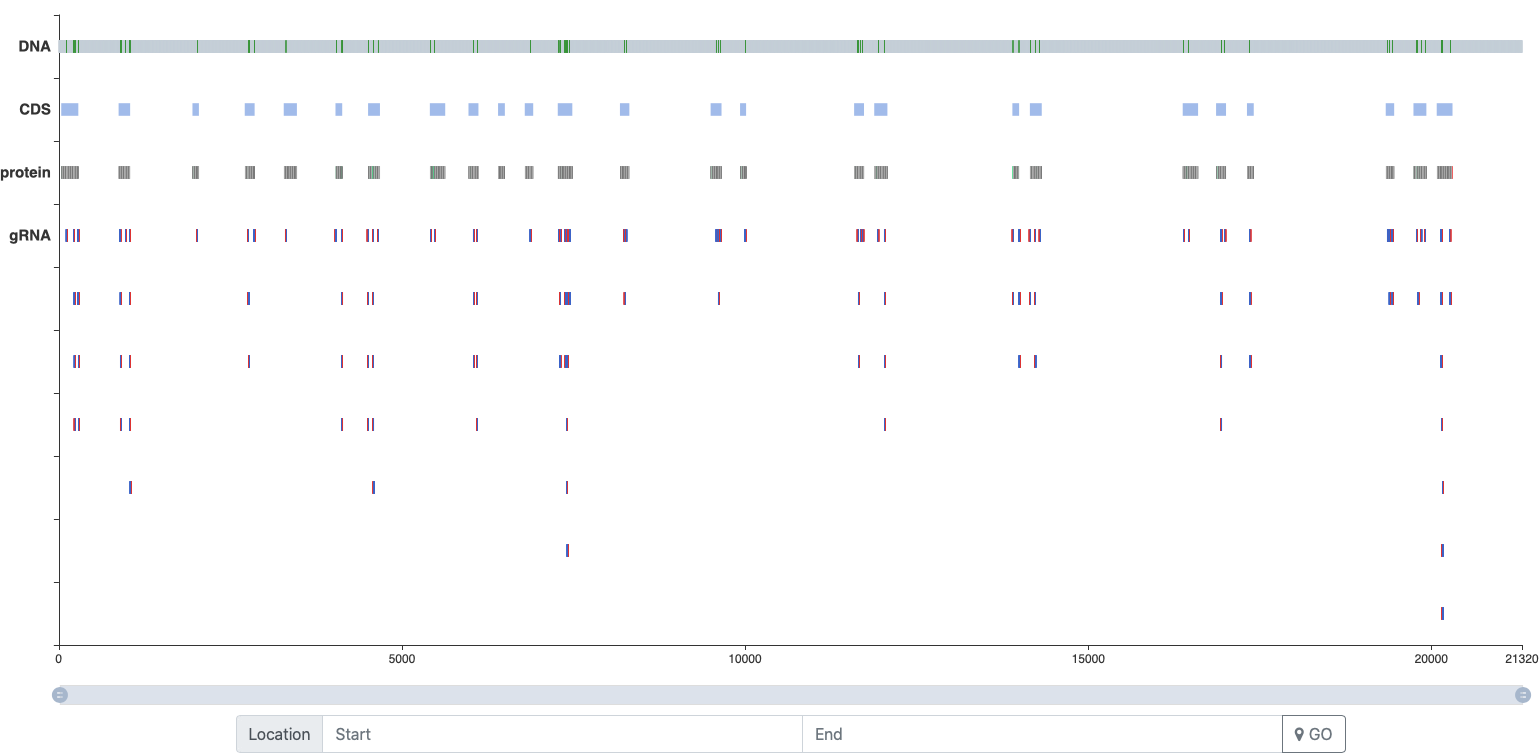 DNA
CDS
protein
gRNA
0 5000 10000 15000 20000 21320
Location Start End GO